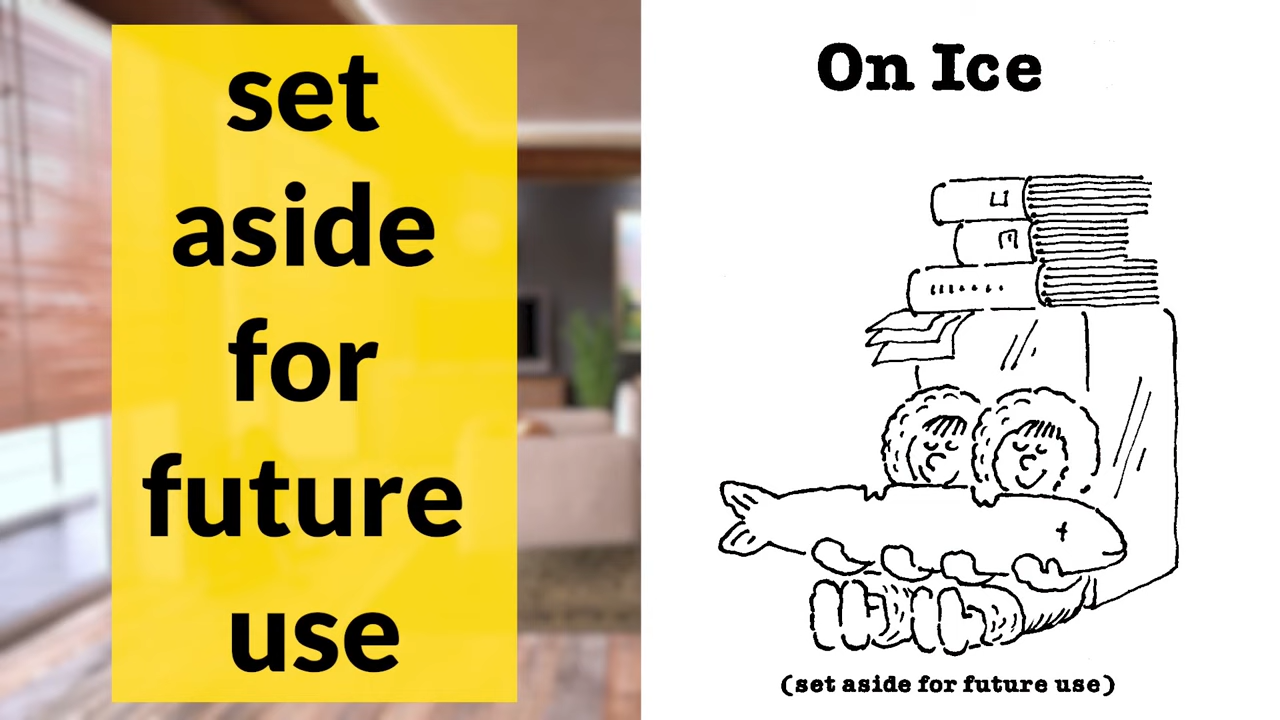 set
aside
for
future
use
On Ice
(set aside for future use)